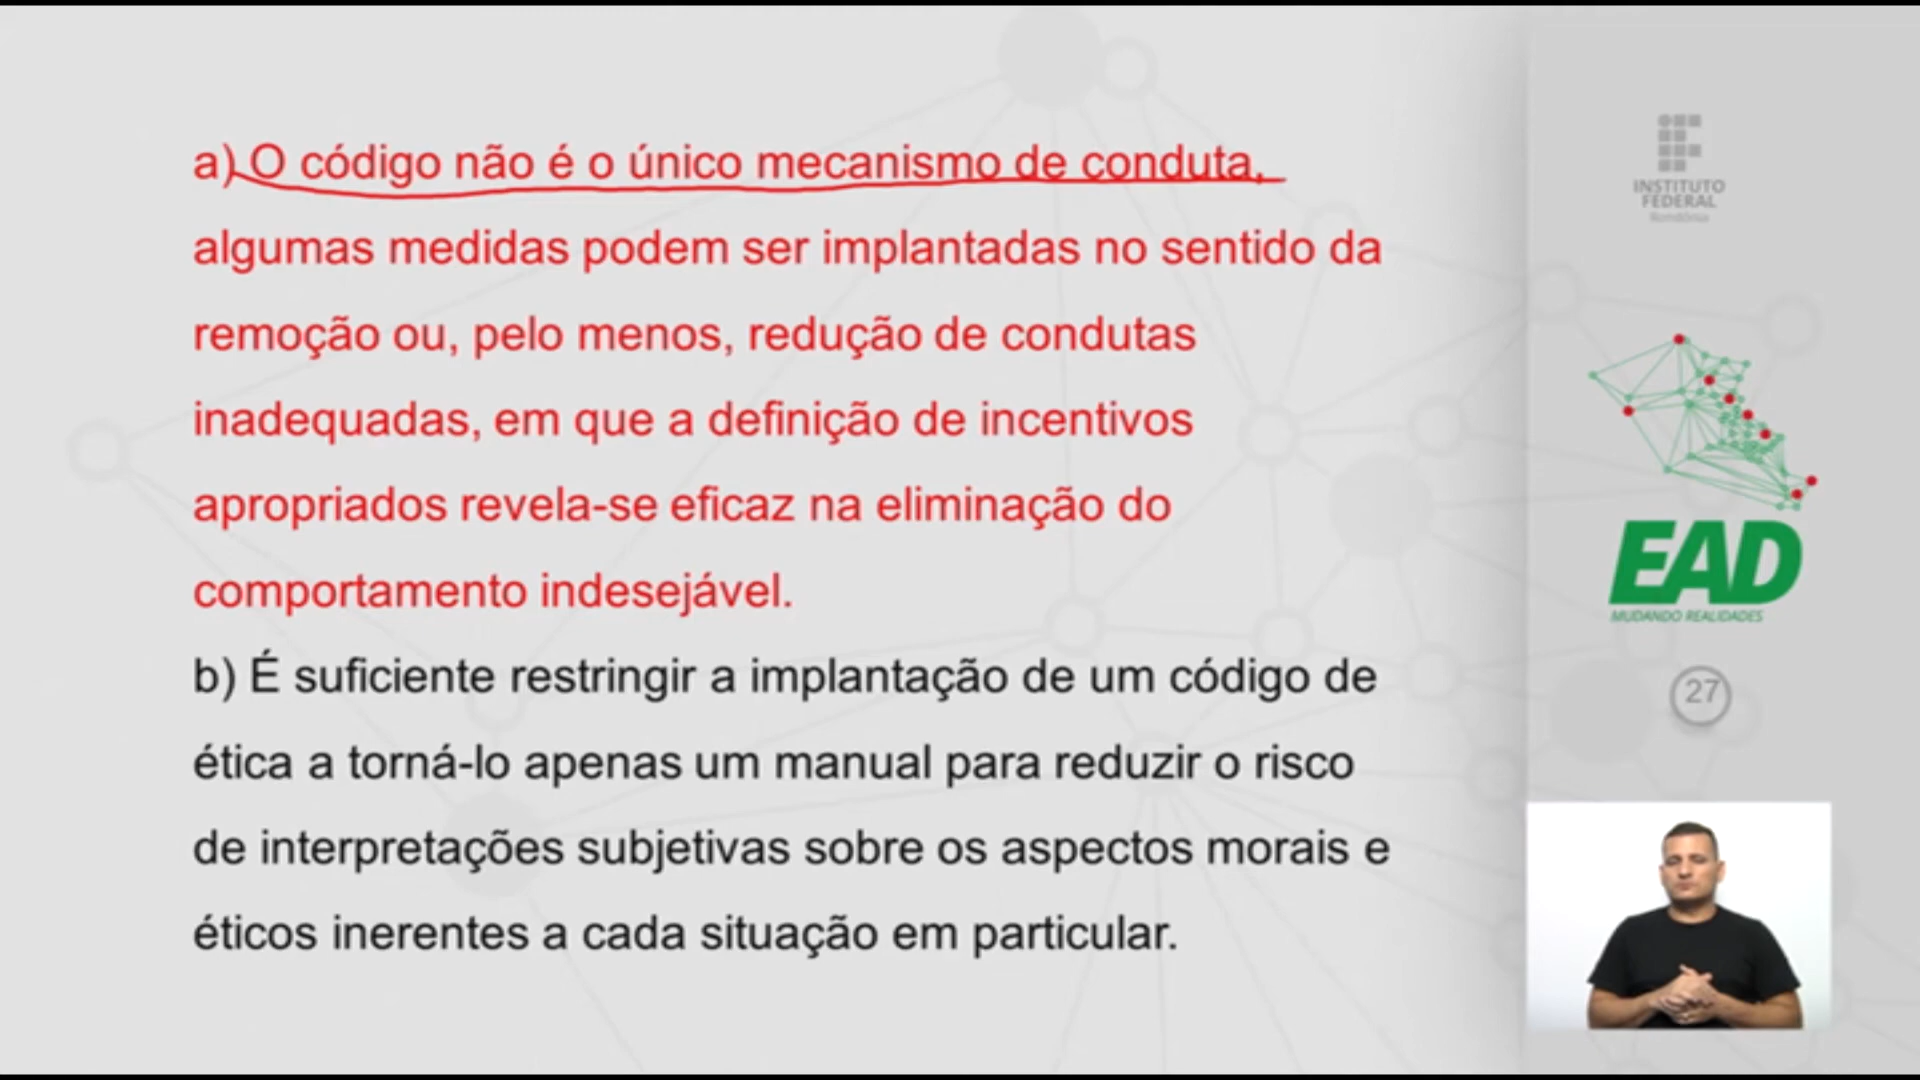 a) O código não é o único mecanismo de conduta,
algumas medidas podem ser implantadas no sentido da
remoção ou, pelo menos, redução de condutas
inadequadas, em que a definição de incentivos
apropriados revela-se eficaz na eliminação do
comportamento indesejável.
b) É suficiente restringir a implantação de um código de
ética a torná-lo apenas um manual para reduzir o risco
de interpretações subjetivas sobre os aspectos morais e
éticos inerentes a cada situação em particular.
INSTITUTO
FEDERAL
Rondônia
EAD
MUDANDO REALIDADES
27